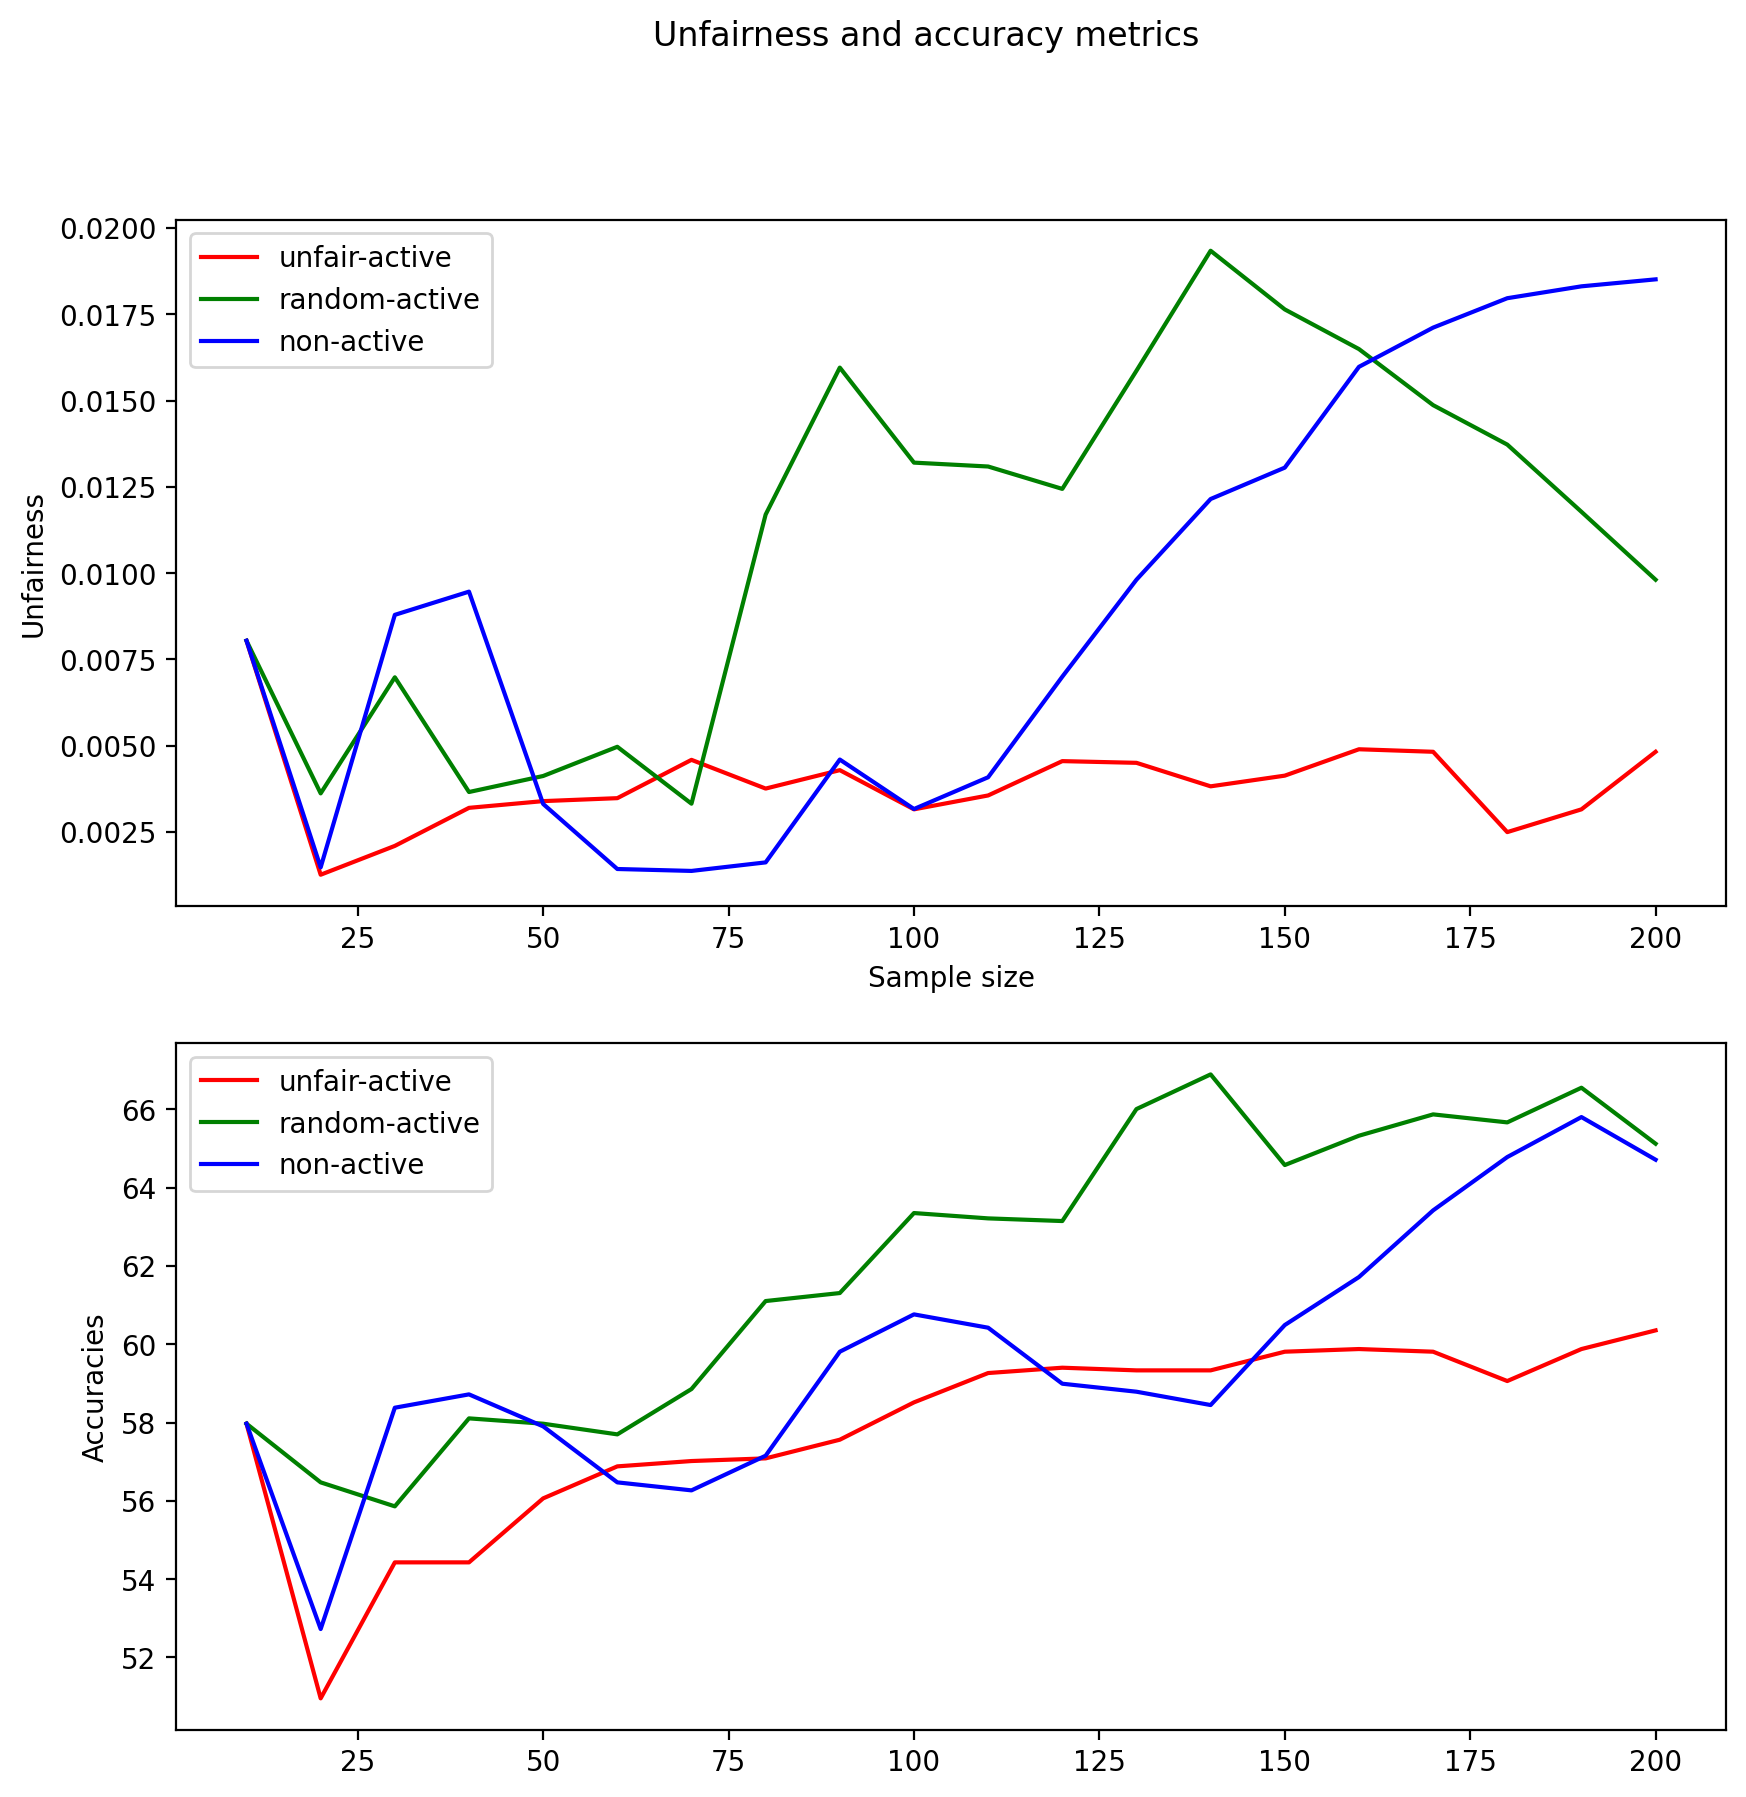 Unfairness and accuracy metrics
0.0200
0.0175
0.0150
0.0125
0.0100
0.0075
0.0050
0.0025
Unfairness
unfair-active
random-active
non-active
25 50 75 100 125 150 175 200
Sample size
66
64
62
60
58
56
54
52
Accuracies
unfair-active
random-active
non-active
25 50 75 100 125 150 175 200